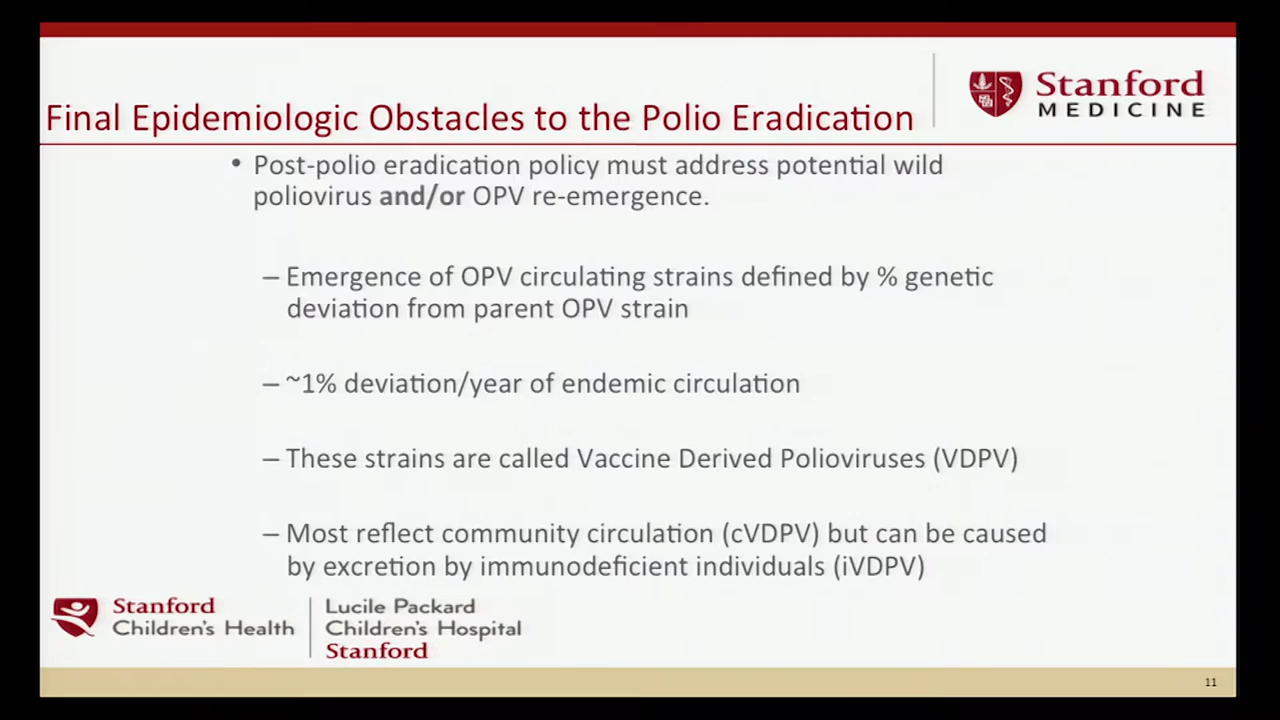 Stanford
MEDICINE
Final Epidemiologic Obstacles to the Polio Eradication
• Post-polio eradication policy must address potential wild
poliovirus and/or OPV re-emergence.
– Emergence of OPV circulating strains defined by % genetic
deviation from parent OPV strain
– ~1% deviation/year of endemic circulation
– These strains are called Vaccine Derived Polioviruses (VDPV)
– Most reflect community circulation (cVDPV) but can be caused
by excretion by immunodeficient individuals (iVDPV)
Stanford
Children's Health
Lucile Packard
Children's Hospital
Stanford
11